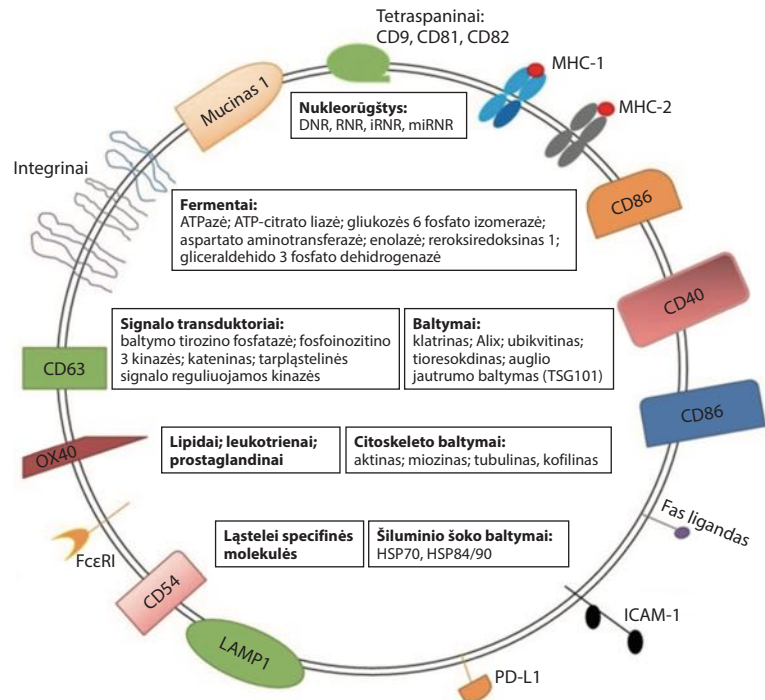 Tetraspaninai:
CD9, CD81, CD82
MHC-1
Mucinas 1
Nukleorūgštys:
DNR, RNR, iRNR, miRNR
MHC-2
Integrinai
CD86
Fermentai:
ATPazė; ATP-citrato liazė; gliukozės 6 fosfato izomerazė;
aspartato aminotransferazė; enolazė; reroksiredoksinas 1;
gliceraldehido 3 fosfato dehidrogenazė
CD40
Signalo transduktoriai:
baltymo tirozino fosfatazė; fosfoinozitino
3 kinazės; kateninas; tarpląstelinės
signalo reguliuojamos kinazės
Baltymai:
klatrinas; Alix; ubikvitinas;
tioresokdinas; auglio
jautrumo baltymas (TSG101)
CD63
CD86
OX40
Lipidai; leukotrienai;
prostaglandinai
Citoskeleto baltymai:
aktinas; miozinas; tubulinas, kofilinas
Fas ligandas
FcεRI
Ląstelei specifinės
molekulės
Šiluminio šoko baltymai:
HSP70, HSP84/90
CD54
ICAM-1
LAMP1
PD-L1